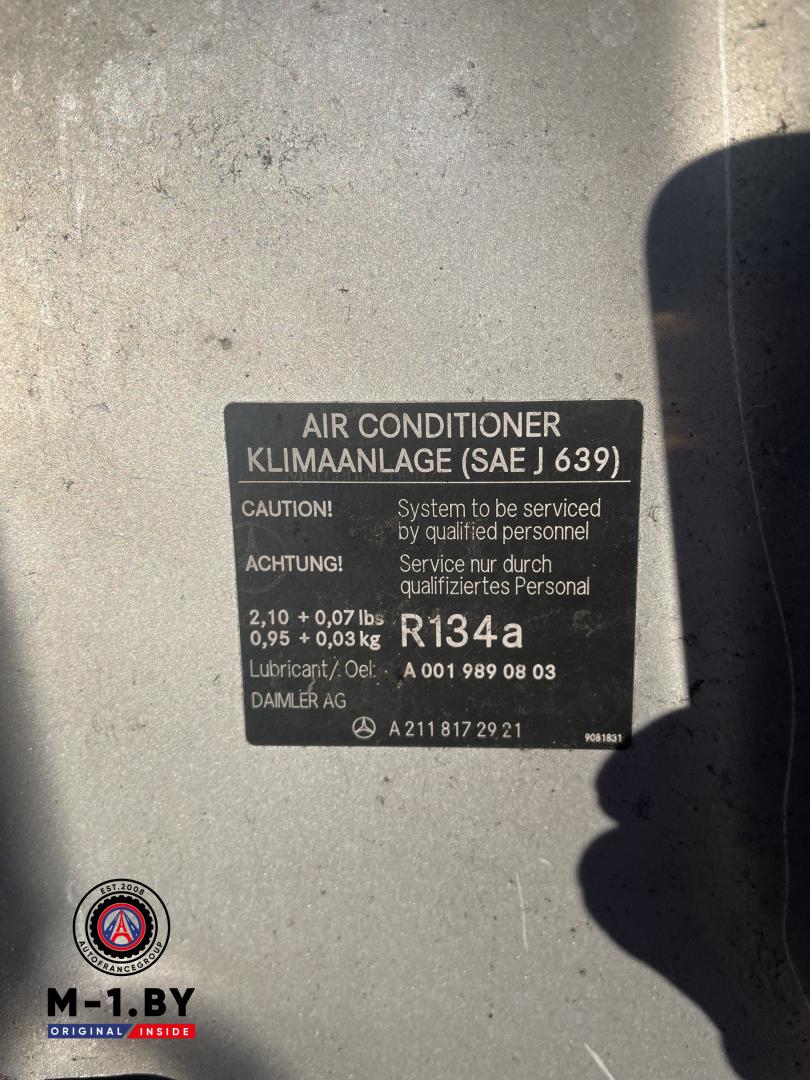 AIR CONDITIONER
KLIMAANLAGE (SAE J 639)
CAUTION! System to be serviced
by qualified personnel
ACHTUNG! Service nur durch
qualifiziertes Personal
2,10 + 0,07 lbs
0,95 + 0,03 kg R134a
Lubricant/ Oel: A 001 989 08 03
DAIMLER AG
A 211 817 29 21
9081831
EST.2008
AUTOFRANCEGROUP
M-1.BY
ORIGINAL INSIDE